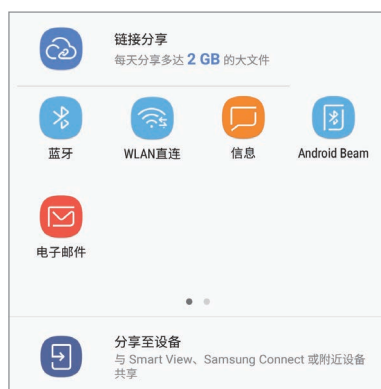 链接分享
每天分享多达 2 GB 的大文件
蓝牙
WLAN直连
信息
Android Beam
电子邮件
分享至设备
与 Smart View、Samsung Connect 或附近设备
共享